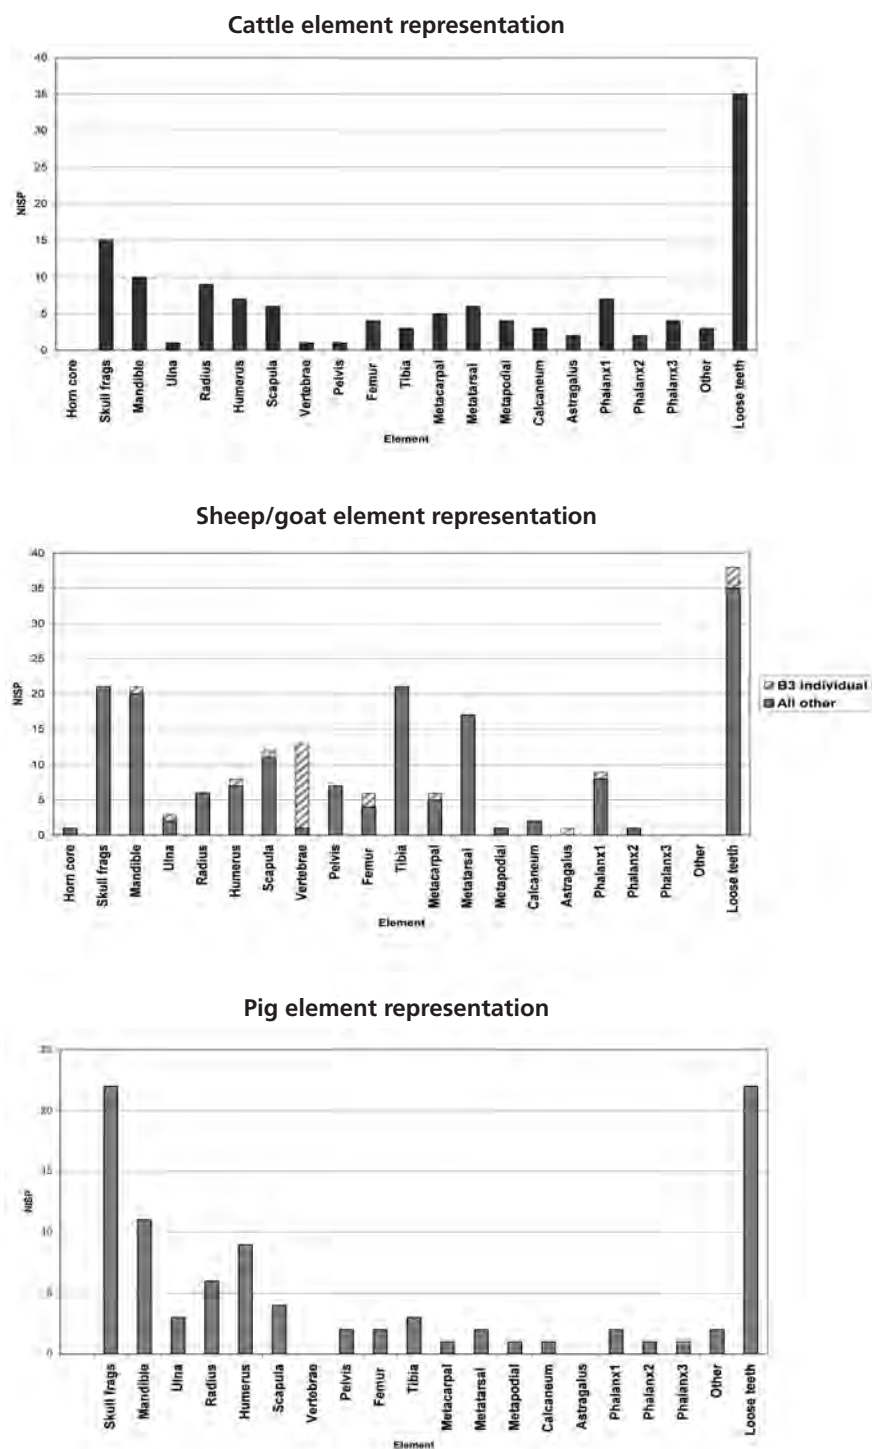 Cattle element representation
40
35
30
25
20
15
10
5
0
NISP
Horn core
Skull frags
Mandible
Ulna
Radius
Humerus
Scapula
Vertebrae
Pelvis
Femur
Tibia
Metacarpal
Metatarsal
Metapodial
Calcaneum
Astragalus
Phalanx1
Phalanx2
Phalanx3
Other
Loose teeth
Element
Sheep/goat element representation
40
35
30
25
20
15
10
5
0
NISP
B3 individual
All other
Horn core
Skull frags
Mandible
Ulna
Radius
Humerus
Scapula
Vertebrae
Pelvis
Femur
Tibia
Metacarpal
Metatarsal
Metapodial
Calcaneum
Astragalus
Phalanx1
Phalanx2
Phalanx3
Other
Loose teeth
Element
Pig element representation
25
20
15
10
5
0
NISP
Skull frags
Mandible
Ulna
Radius
Humerus
Scapula
Vertebrae
Pelvis
Femur
Tibia
Metacarpal
Metatarsal
Metapodial
Calcaneum
Astragalus
Phalanx1
Phalanx2
Phalanx3
Other
Loose teeth
Element